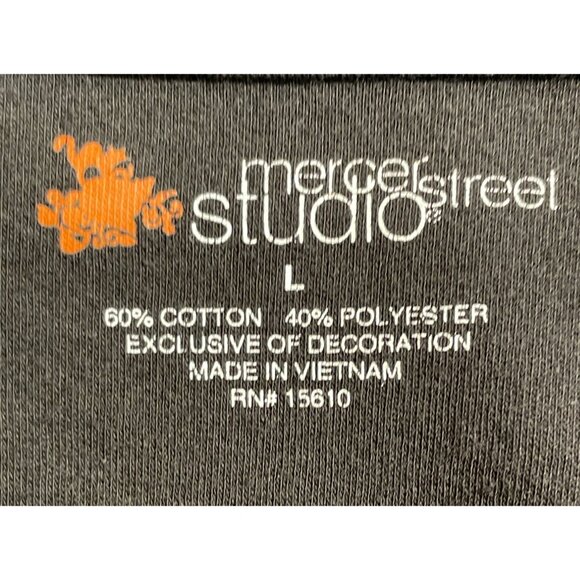 mercer street
studio®
L
60% COTTON 40% POLYESTER
EXCLUSIVE OF DECORATION
MADE IN VIETNAM
RN# 15610